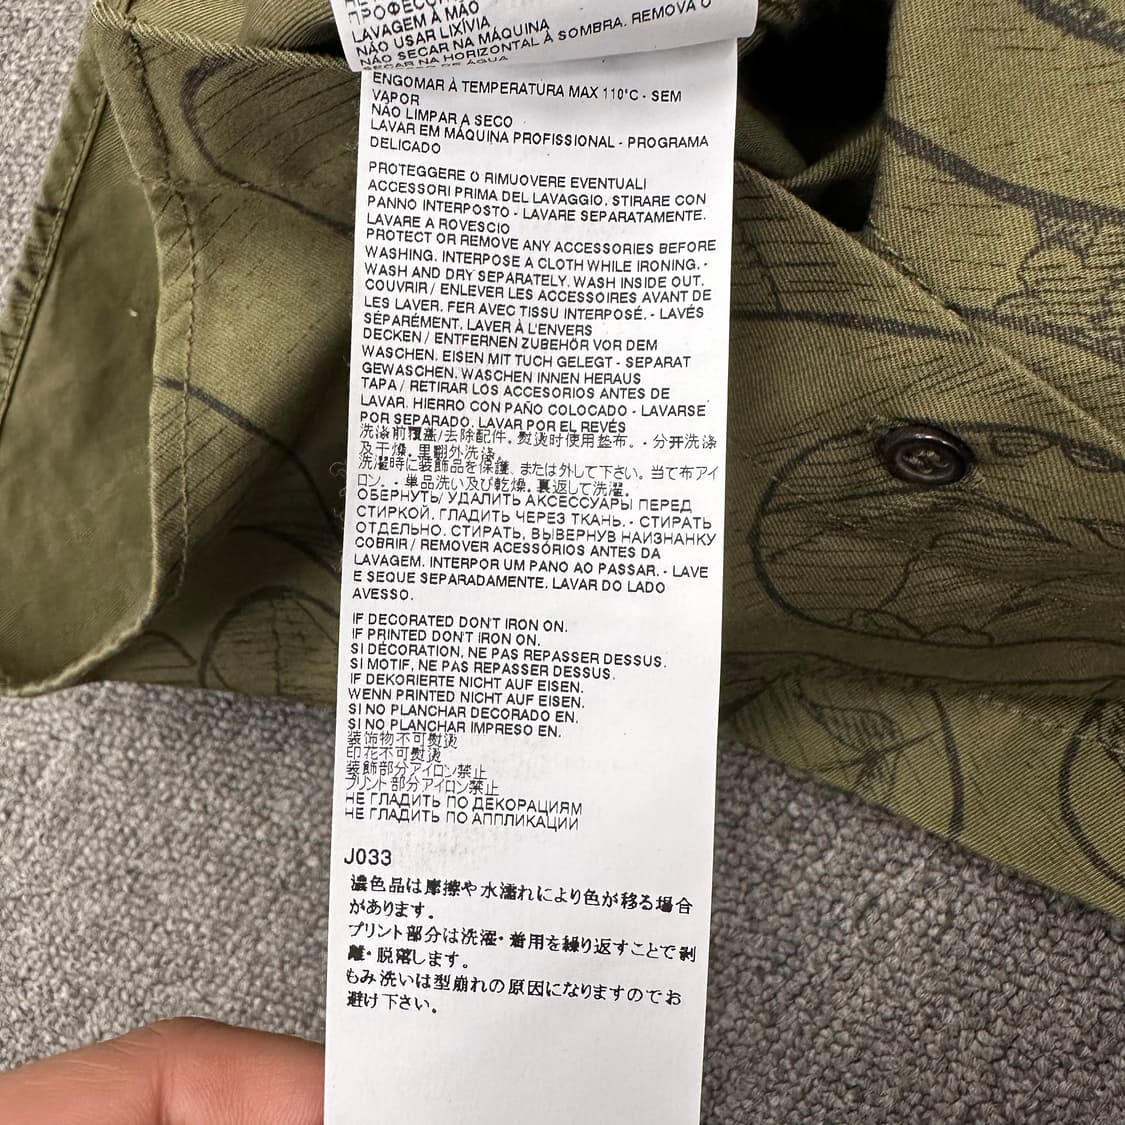 ПРОФЕСС
LAVAGEM À MÃO
NÃO USAR LIXÍVIA
NÃO SECAR NA MÁQUINA
SECAR NA HORIZONTAL À SOMBRA. REMOVA O
DE ÁGUA
ENGOMAR À TEMPERATURA MAX 110°C - SEM
VAPOR
NÃO LIMPAR A SECO
LAVAR EM MÁQUINA PROFISSIONAL - PROGRAMA
DELICADO
PROTEGGERE O RIMUOVERE EVENTUALI
ACCESSORI PRIMA DEL LAVAGGIO. STIRARE CON
PANNO INTERPOSTO - LAVARE SEPARATAMENTE.
LAVARE A ROVESCIO
PROTECT OR REMOVE ANY ACCESSORIES BEFORE
WASHING. INTERPOSE A CLOTH WHILE IRONING. -
WASH AND DRY SEPARATELY. WASH INSIDE OUT.
COUVRIR / ENLEVER LES ACCESSOIRES AVANT DE
LES LAVER. FER AVEC TISSU INTERPOSÉ. - LAVÉS
SÉPARÉMENT. LAVER À L'ENVERS
DECKEN / ENTFERNEN ZUBEHÖR VOR DEM
WASCHEN. EISEN MIT TUCH GELEGT - SEPARAT
GEWASCHEN. WASCHEN INNEN HERAUS
TAPA / RETIRAR LOS ACCESORIOS ANTES DE
LAVAR. HIERRO CON PAÑO COLOCADO - LAVARSE
POR SEPARADO. LAVAR POR EL REVÉS
洗涤前覆盖/去除配件。熨烫时使用垫布。- 分开洗涤
及干燥。里翻外洗涤。
洗濯時に装飾品を保護、または外して下さい。当て布アイ
ロン。- 単品洗い及び乾燥。裏返して洗濯。
ОБЕРНУТЬ/ УДАЛИТЬ АКСЕССУАРЫ ПЕРЕД
СТИРКОЙ. ГЛАДИТЬ ЧЕРЕЗ ТКАНЬ. - СТИРАТЬ
ОТДЕЛЬНО. СТИРАТЬ, ВЫВЕРНУВ НАИЗНАНКУ
COBRIR / REMOVER ACESSÓRIOS ANTES DA
LAVAGEM. INTERPOR UM PANO AO PASSAR. - LAVE
E SEQUE SEPARADAMENTE. LAVAR DO LADO
AVESSO.
IF DECORATED DON'T IRON ON.
IF PRINTED DON'T IRON ON.
SI DÉCORATION, NE PAS REPASSER DESSUS.
SI MOTIF, NE PAS REPASSER DESSUS.
IF DEKORIERTE NICHT AUF EISEN.
WENN PRINTED NICHT AUF EISEN.
SI NO PLANCHAR DECORADO EN.
SI NO PLANCHAR IMPRESO EN.
装饰物不可熨烫
印花不可熨烫
装飾部分アイロン禁止
プリント部分アイロン禁止
НЕ ГЛАДИТЬ ПО ДЕКОРАЦИЯМ
НЕ ГЛАДИТЬ ПО АППЛИКАЦИИ
J033
濃色品は摩擦や水濡れにより色が移る場合
があります。
プリント部分は洗濯・着用を繰り返すことで剥
離・脱落します。
もみ洗いは型崩れの原因になりますのでお
避け下さい。